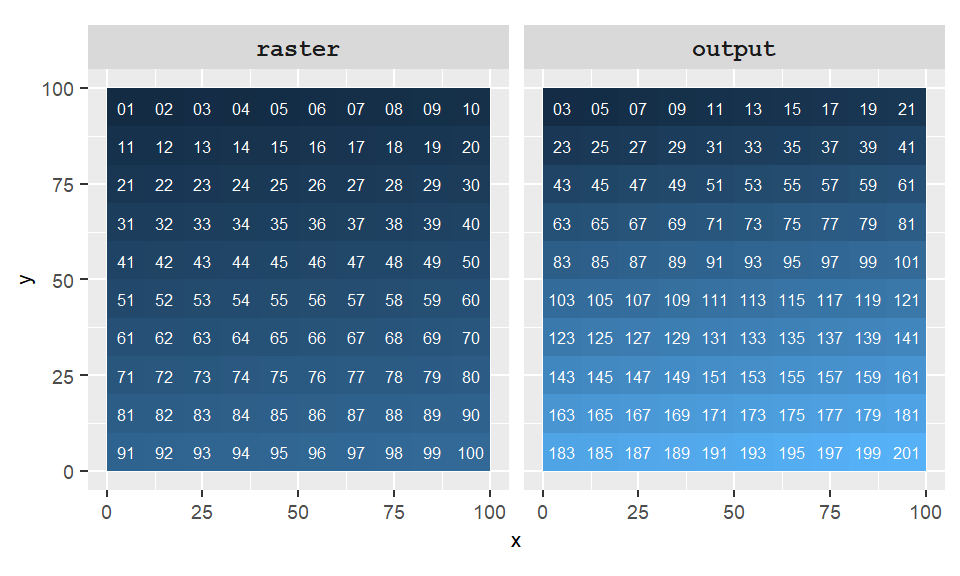 raster output
100
01 02 03 04 05 06 07 08 09 10 03 05 07 09 11 13 15 17 19 21
11 12 13 14 15 16 17 18 19 20 23 25 27 29 31 33 35 37 39 41
75
21 22 23 24 25 26 27 28 29 30 43 45 47 49 51 53 55 57 59 61
31 32 33 34 35 36 37 38 39 40 63 65 67 69 71 73 75 77 79 81
41 42 43 44 45 46 47 48 49 50 83 85 87 89 91 93 95 97 99 101
y
50
51 52 53 54 55 56 57 58 59 60 103 105 107 109 111 113 115 117 119 121
61 62 63 64 65 66 67 68 69 70 123 125 127 129 131 133 135 137 139 141
25
71 72 73 74 75 76 77 78 79 80 143 145 147 149 151 153 155 157 159 161
81 82 83 84 85 86 87 88 89 90 163 165 167 169 171 173 175 177 179 181
91 92 93 94 95 96 97 98 99 100 183 185 187 189 191 193 195 197 199 201
0
0 25 50 75 100 0 25 50 75 100
x